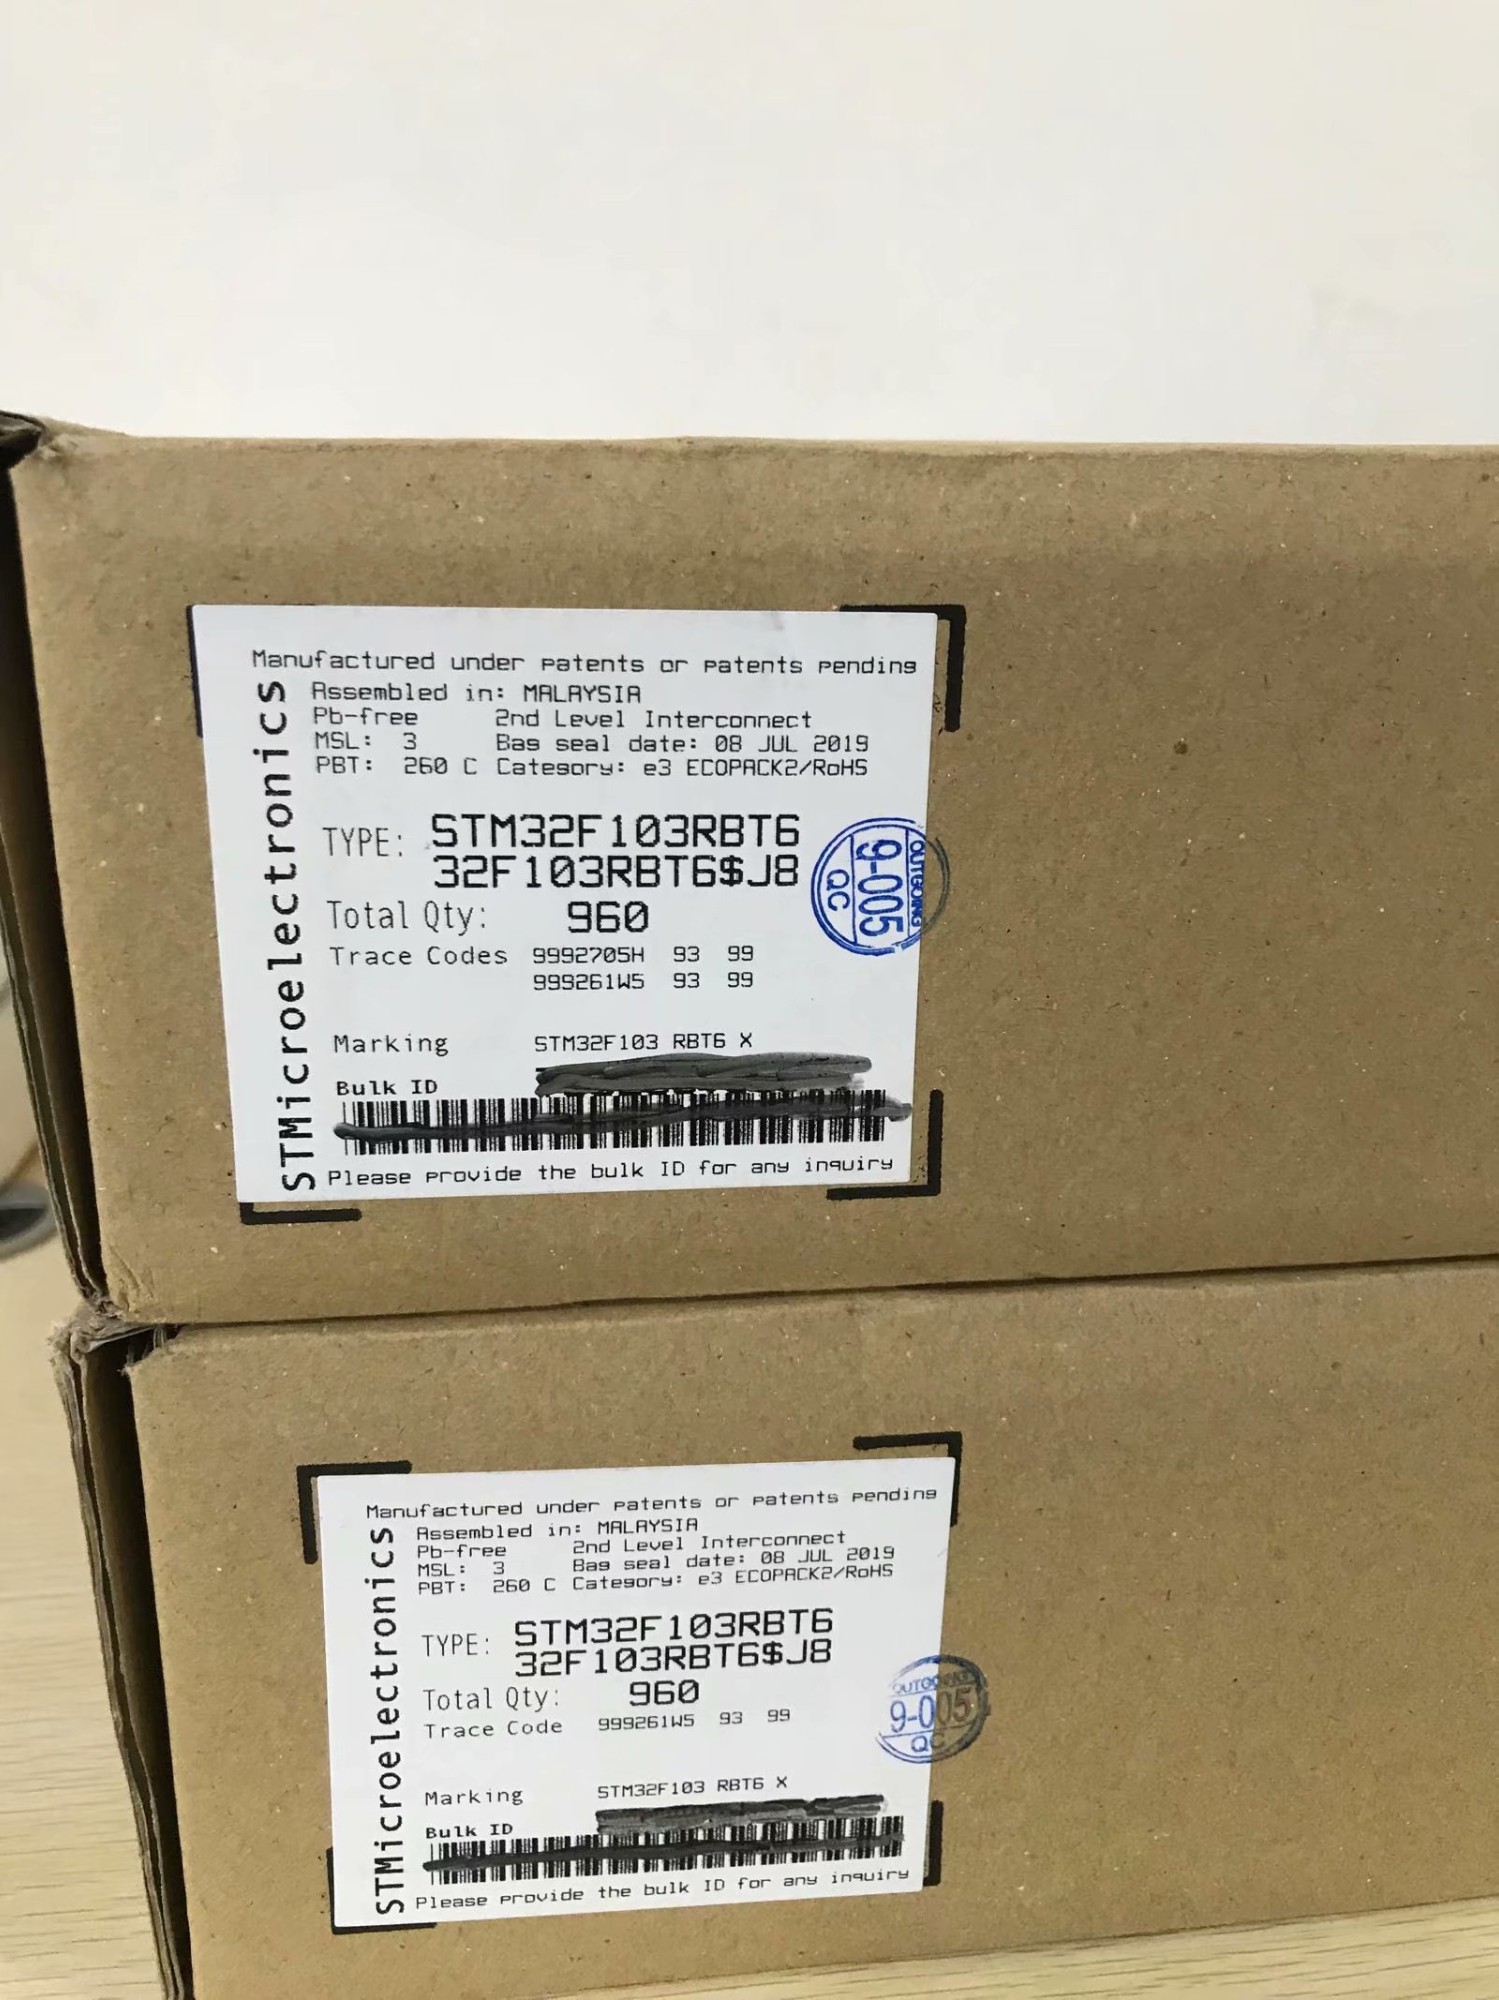 Manufactured under patents or patents pending
STMicroelectronics
Assembled in: MALAYSIA
Pb-free 2nd Level Interconnect
MSL: 3 Bag seal date: 08 JUL 2019
PBT: 260 C Category: e3 ECOPACK2/RoHS
TYPE: STM32F103RBT6
32F103RBT6$J8
Total Qty: 960
Trace Codes 9992705H 93 99
999261W5 93 99
Marking STM32F103 RBT6 X
Bulk ID
Please provide the bulk ID for any inquiry
OUTGOING
9-005
QC
Manufactured under patents or patents pending
STMicroelectronics
Assembled in: MALAYSIA
Pb-free 2nd Level Interconnect
MSL: 3 Bag seal date: 08 JUL 2019
PBT: 260 C Category: e3 ECOPACK2/RoHS
TYPE: STM32F103RBT6
32F103RBT6$J8
Total Qty: 960
Trace Code 999261W5 93 99
Marking STM32F103 RBT6 X
Bulk ID
Please provide the bulk ID for any inquiry
OUTGOING
9-005
QC